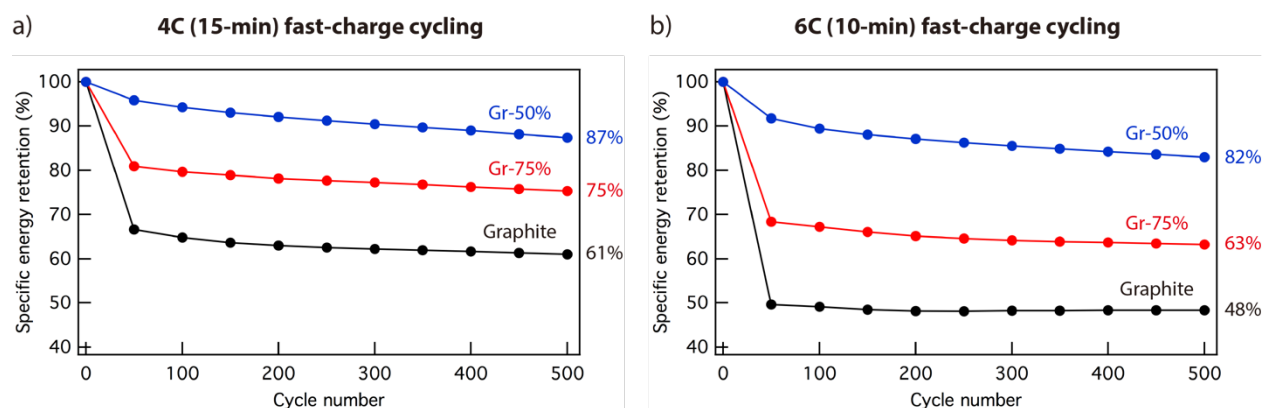 a) 4C (15-min) fast-charge cycling
Specific energy retention (%)
100
90
80
70
60
50
40
Gr-50%
87%
Gr-75%
75%
Graphite
61%
0 100 200 300 400 500
Cycle number
b) 6C (10-min) fast-charge cycling
Specific energy retention (%)
100
90
80
70
60
50
40
Gr-50%
82%
Gr-75%
63%
Graphite
48%
0 100 200 300 400 500
Cycle number